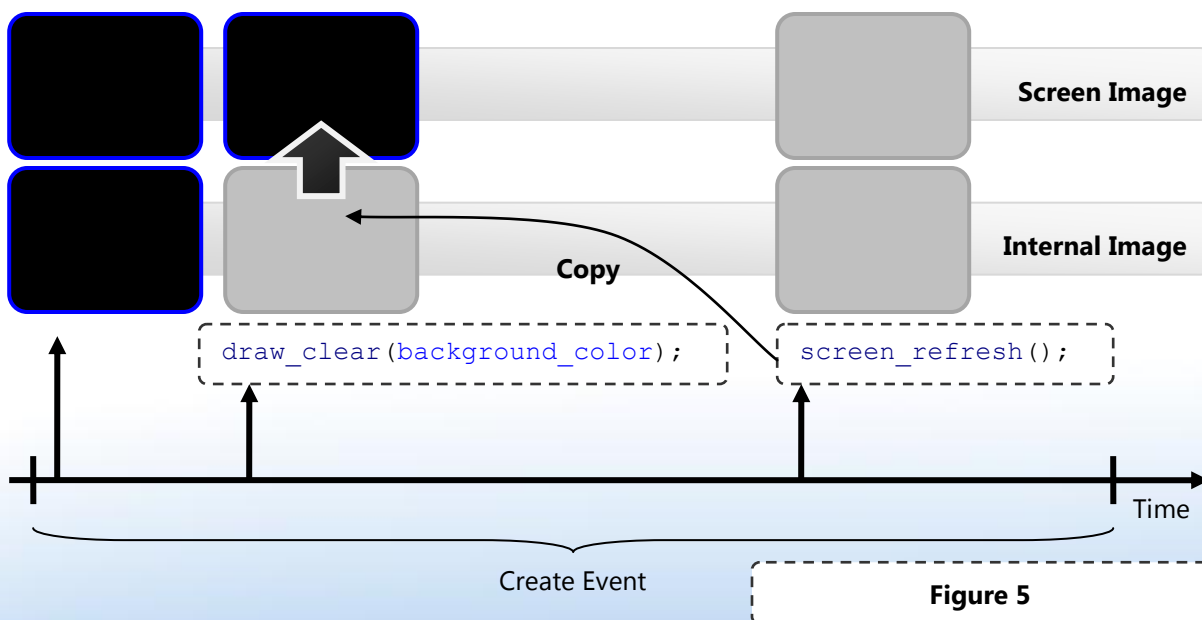 Screen Image
Internal Image
Copy
draw_clear(background_color);
screen_refresh();
Time
Create Event
Figure 5